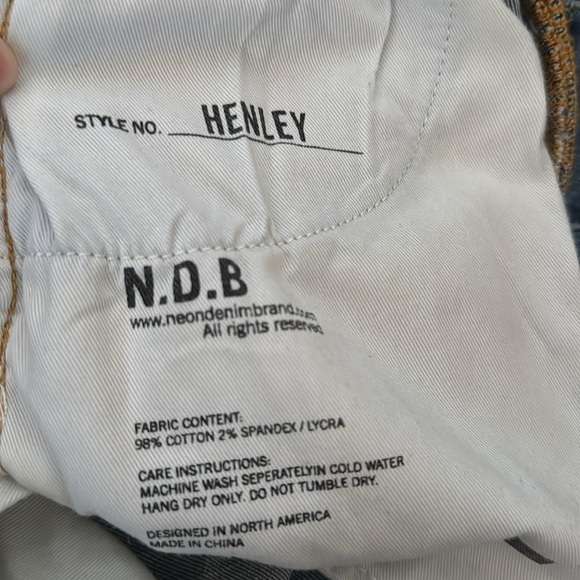 STYLE NO. HENLEY
N.D.B
www.neondenimbrand.com
All rights reserved
FABRIC CONTENT:
98% COTTON 2% SPANDEX / LYCRA
CARE INSTRUCTIONS:
MACHINE WASH SEPERATELYIN COLD WATER
HANG DRY ONLY. DO NOT TUMBLE DRY.
DESIGNED IN NORTH AMERICA
MADE IN CHINA